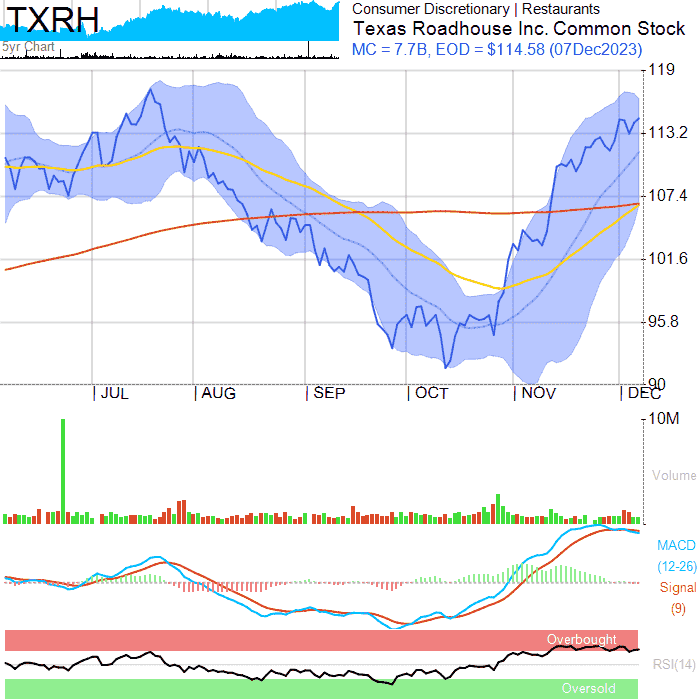 TXRH
5yr Chart
Consumer Discretionary | Restaurants
Texas Roadhouse Inc. Common Stock
MC = 7.7B, EOD = $114.58 (07Dec2023)
119
113.2
107.4
101.6
95.8
90
JUL
AUG
SEP
OCT
NOV
DEC
10M
Volume
MACD
(12-26)
Signal
(9)
Overbought
RSI(14)
Oversold